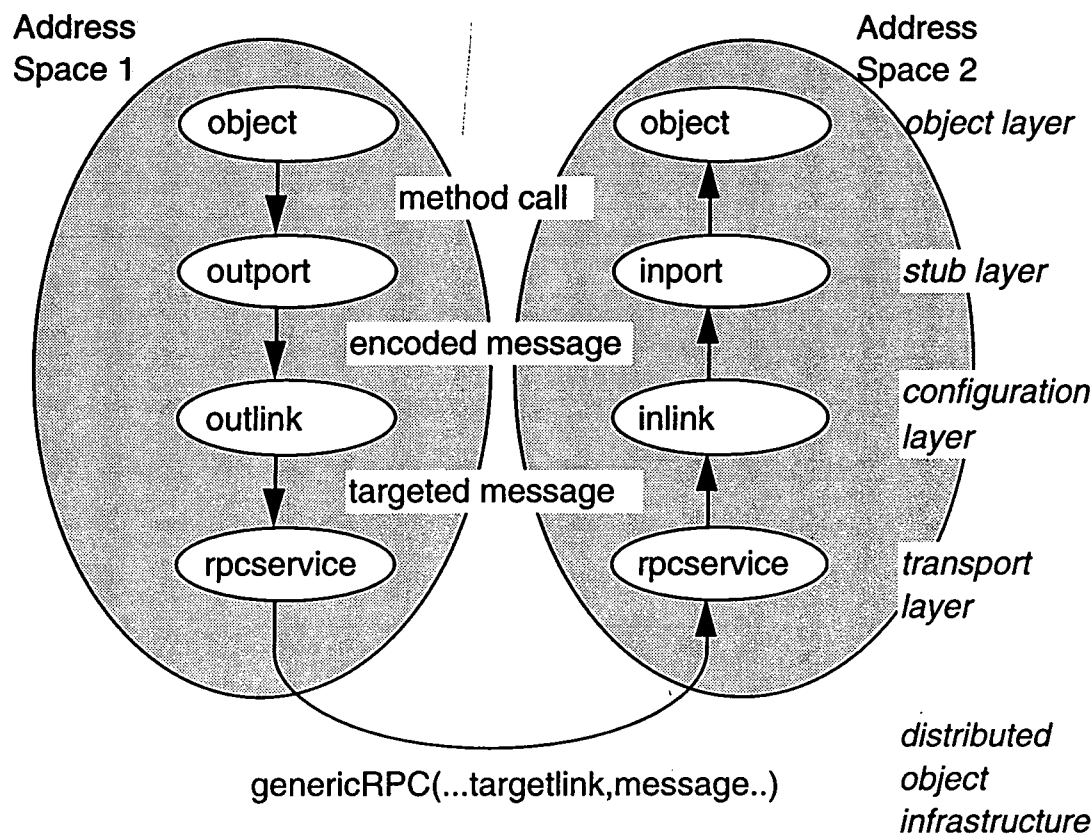 Address
Space 1
Address
Space 2
object
object
object layer
method call
outport
inport
stub layer
encoded message
outlink
inlink
configuration
layer
targeted message
rpcservice
rpcservice
transport
layer
genericRPC(...targetlink,message..)
distributed
object
infrastructure